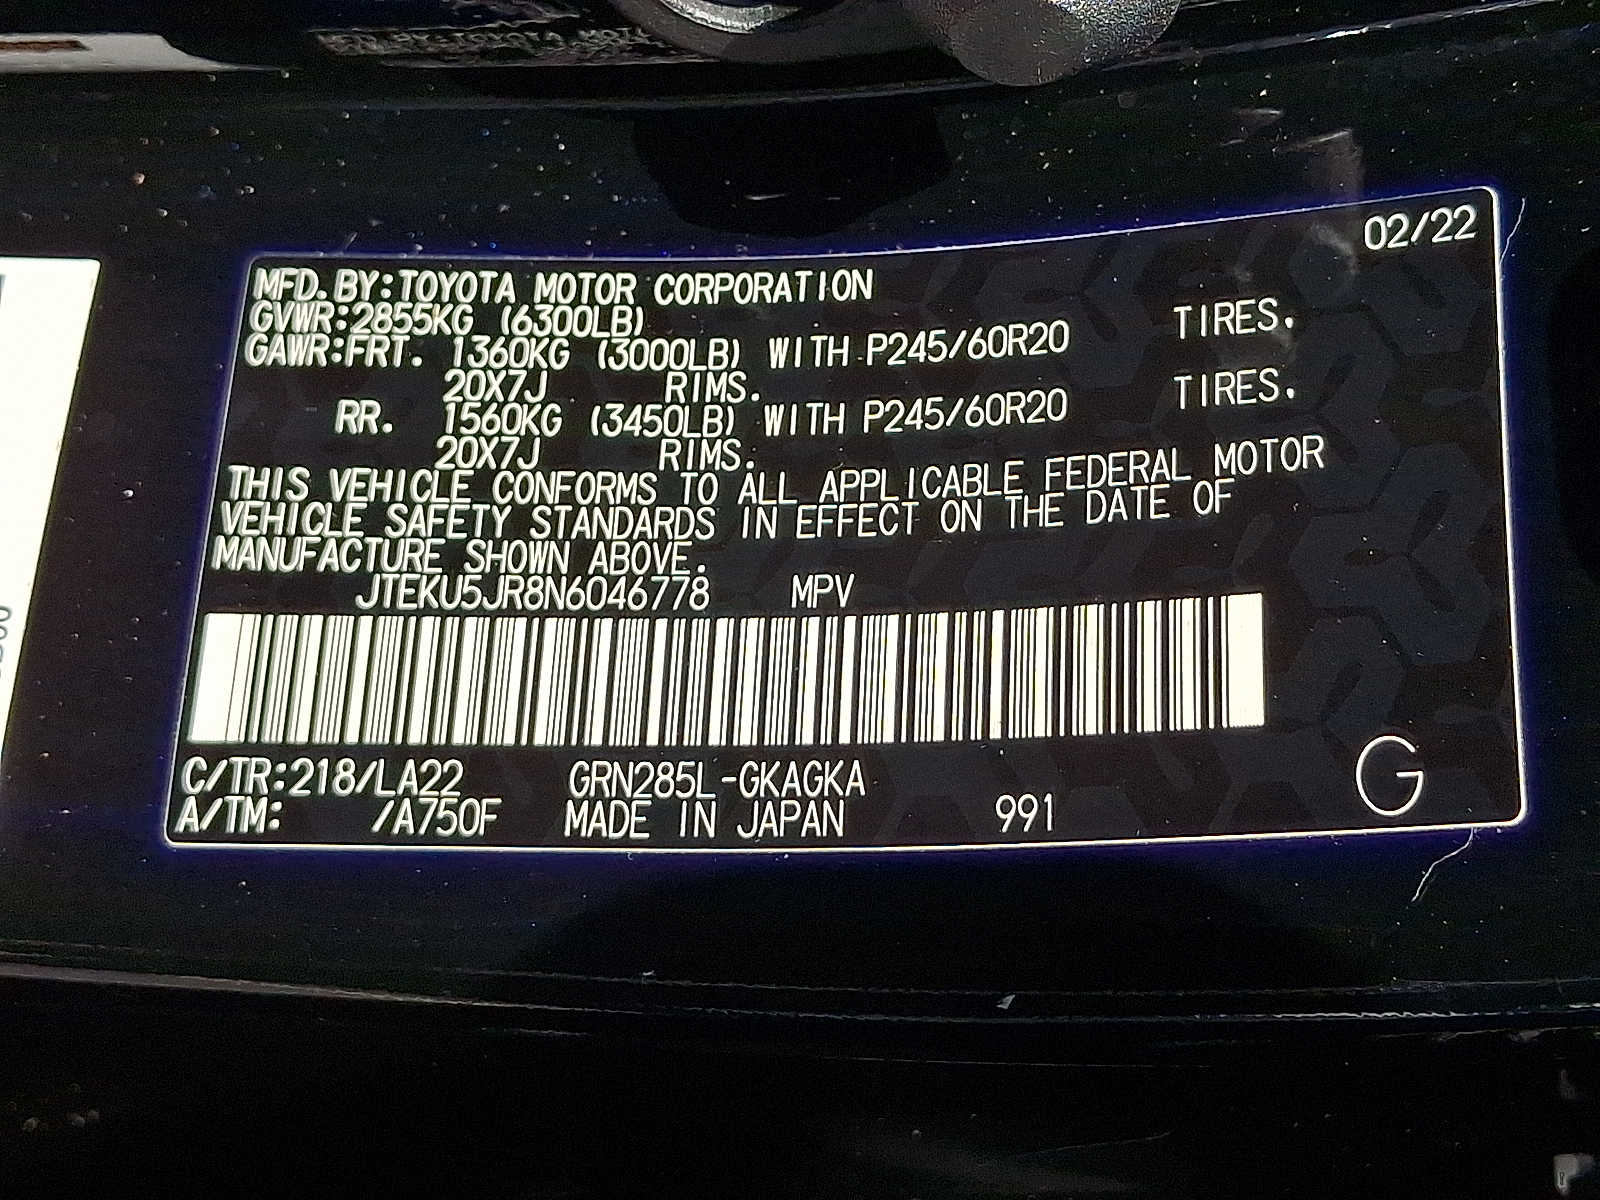 02/22
MFD.BY:TOYOTA MOTOR CORPORATION
GVWR:2855KG (6300LB)
GAWR:FRT. 1360KG (3000LB) WITH P245/60R20 TIRES.
20X7J RIMS.
RR. 1560KG (3450LB) WITH P245/60R20 TIRES.
20X7J RIMS.
THIS VEHICLE CONFORMS TO ALL APPLICABLE FEDERAL MOTOR
VEHICLE SAFETY STANDARDS IN EFFECT ON THE DATE OF
MANUFACTURE SHOWN ABOVE.
JTEKU5JR8N6046778 MPV
C/TR:218/LA22 GRN285L-GKAGKA
A/TM: /A750F MADE IN JAPAN 991
G